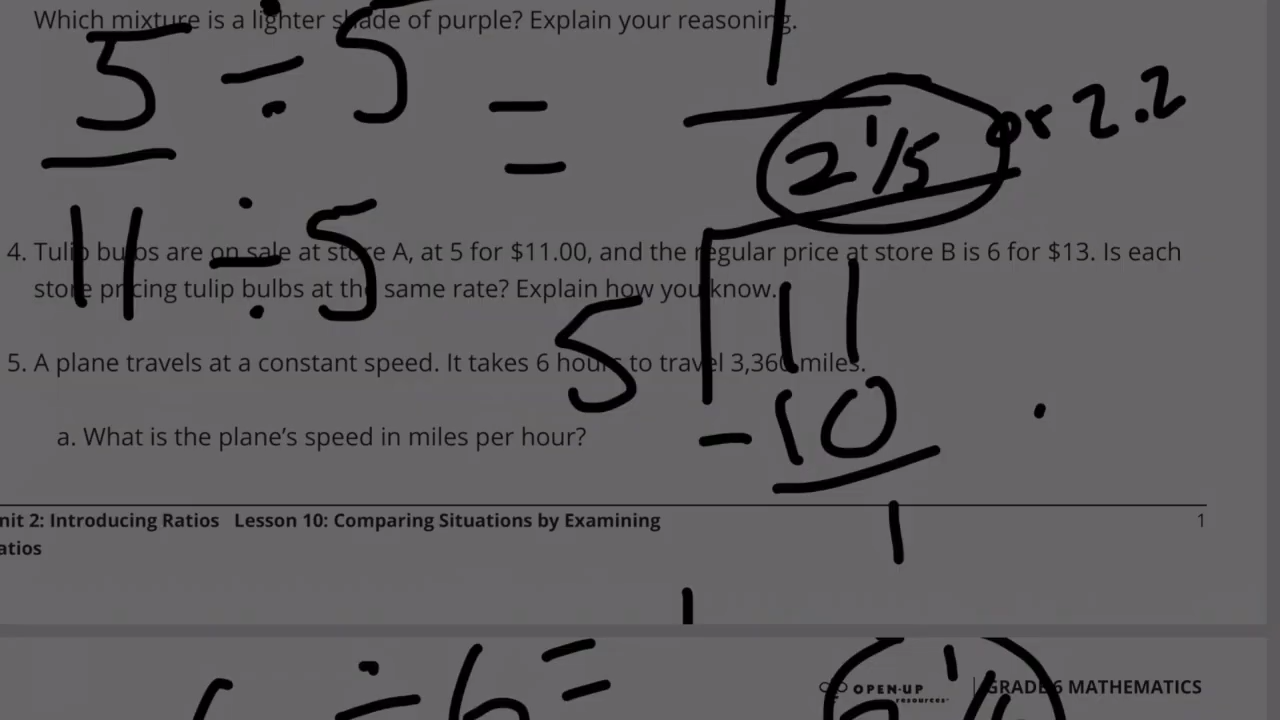 Which mixture is a lighter shade of purple? Explain your reasoning.
5 ÷ 5 = 1
11 ÷ 5 = 2 1/5 or 2.2
4. Tulip bulbs are on sale at store A, at 5 for $11.00, and the regular price at store B is 6 for $13. Is each
store pricing tulip bulbs at the same rate? Explain how you know.
5 11
5. A plane travels at a constant speed. It takes 6 hours to travel 3,360 miles.
-10
a. What is the plane's speed in miles per hour?
1
nit 2: Introducing Ratios Lesson 10: Comparing Situations by Examining
atios
1
1
÷ 6 =
OPEN-UP
resources
GRADE 6 MATHEMATICS